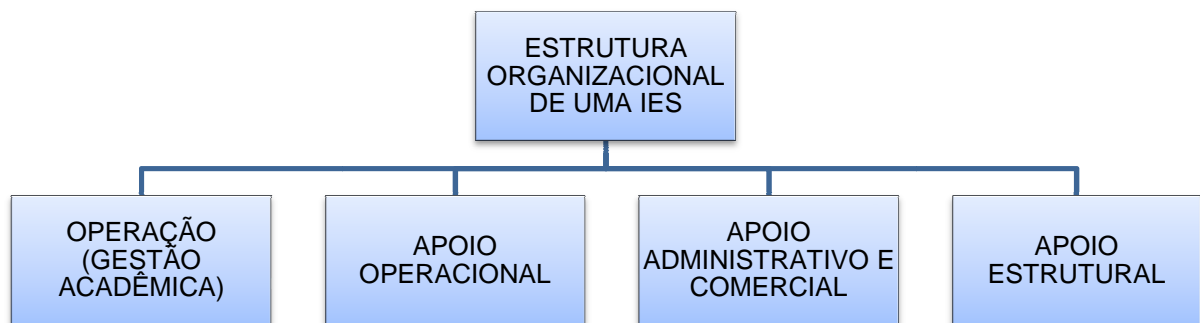 ESTRUTURA
ORGANIZACIONAL
DE UMA IES
OPERAÇÃO
(GESTÃO
ACADÊMICA)
APOIO
OPERACIONAL
APOIO
ADMINISTRATIVO E
COMERCIAL
APOIO
ESTRUTURAL